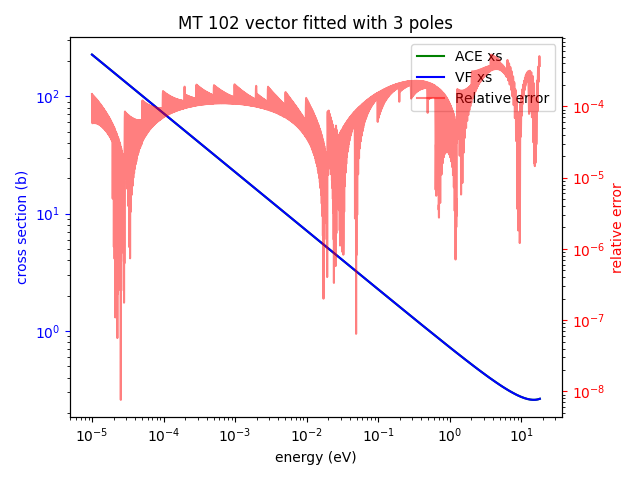 MT 102 vector fitted with 3 poles
ACE xs
VF xs
Relative error
cross section (b)
10^2
10^1
10^0
10^-4
10^-5
10^-6
10^-7
10^-8
relative error
10^-5 10^-4 10^-3 10^-2 10^-1 10^0 10^1
energy (eV)